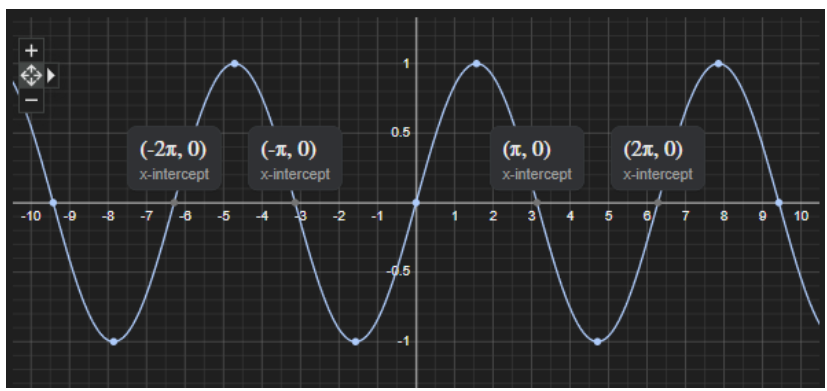 +
−
1
0.5
(-2π, 0)
x-intercept
(-π, 0)
x-intercept
(π, 0)
x-intercept
(2π, 0)
x-intercept
-10 -9 -8 -7 -6 -5 -4 -3 -2 -1 0 1 2 3 4 5 6 7 8 9 10
-0.5
-1